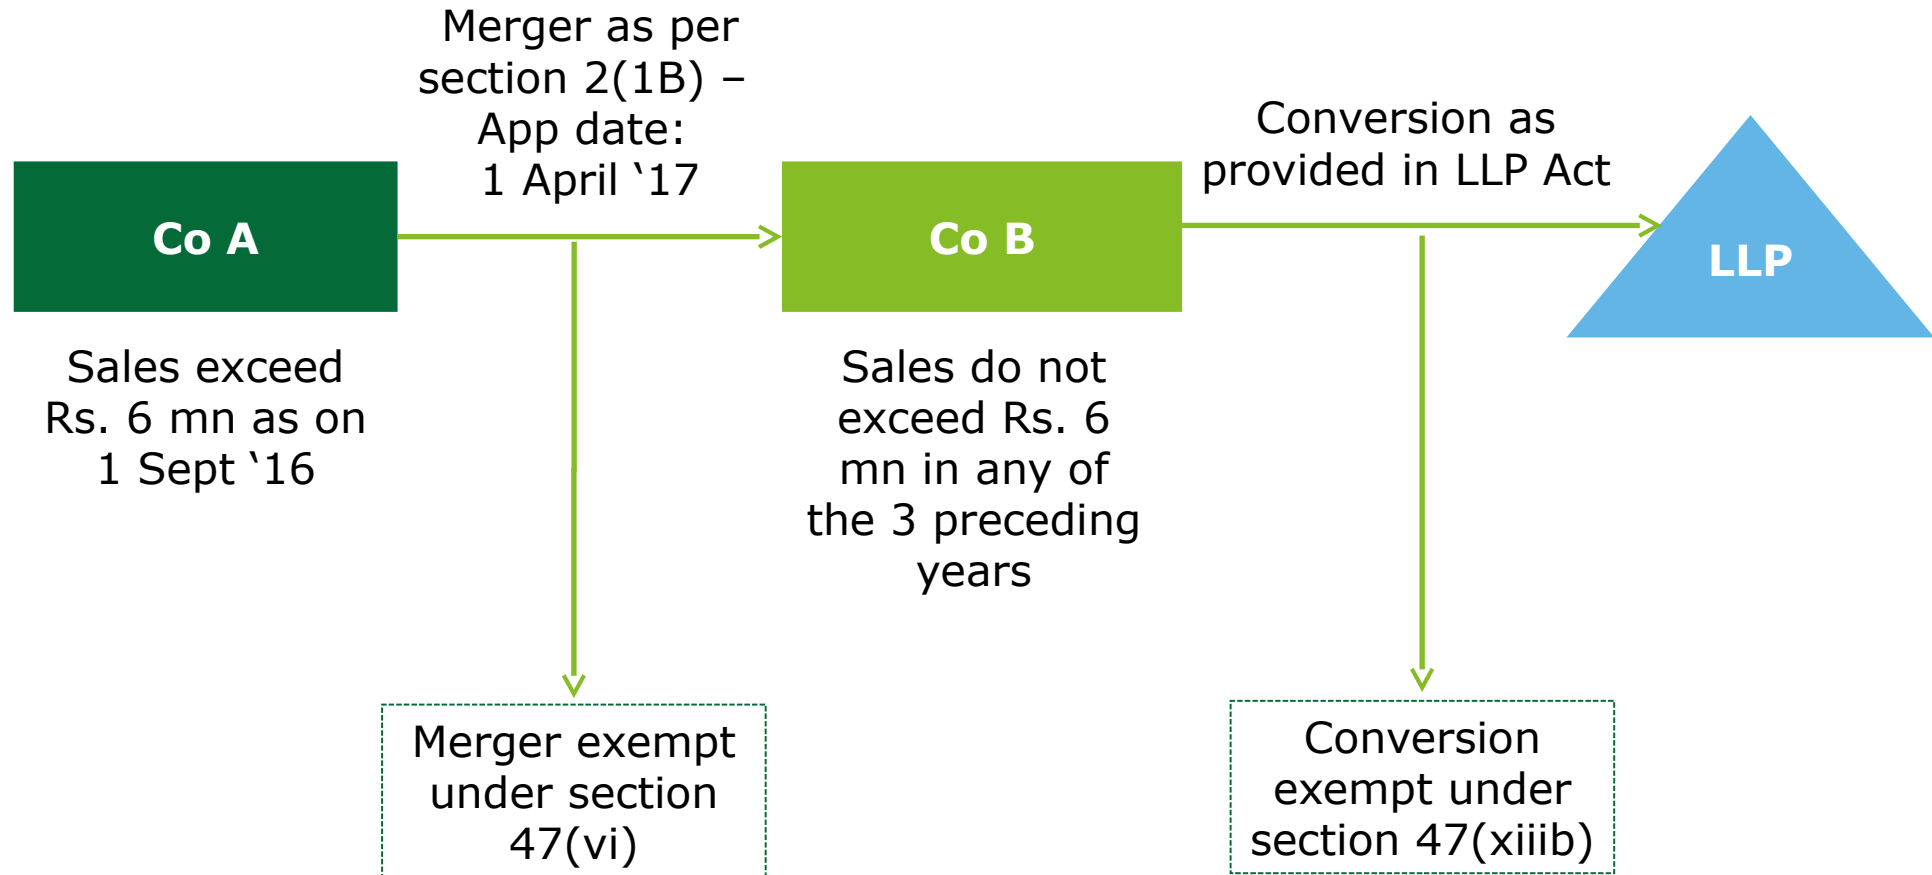 Merger as per
section 2(1B) –
App date:
1 April ‘17
Conversion as
provided in LLP Act
Co A
Co B
LLP
Sales exceed
Rs. 6 mn as on
1 Sept ‘16
Sales do not
exceed Rs. 6
mn in any of
the 3 preceding
years
Merger exempt
under section
47(vi)
Conversion
exempt under
section 47(xiiib)